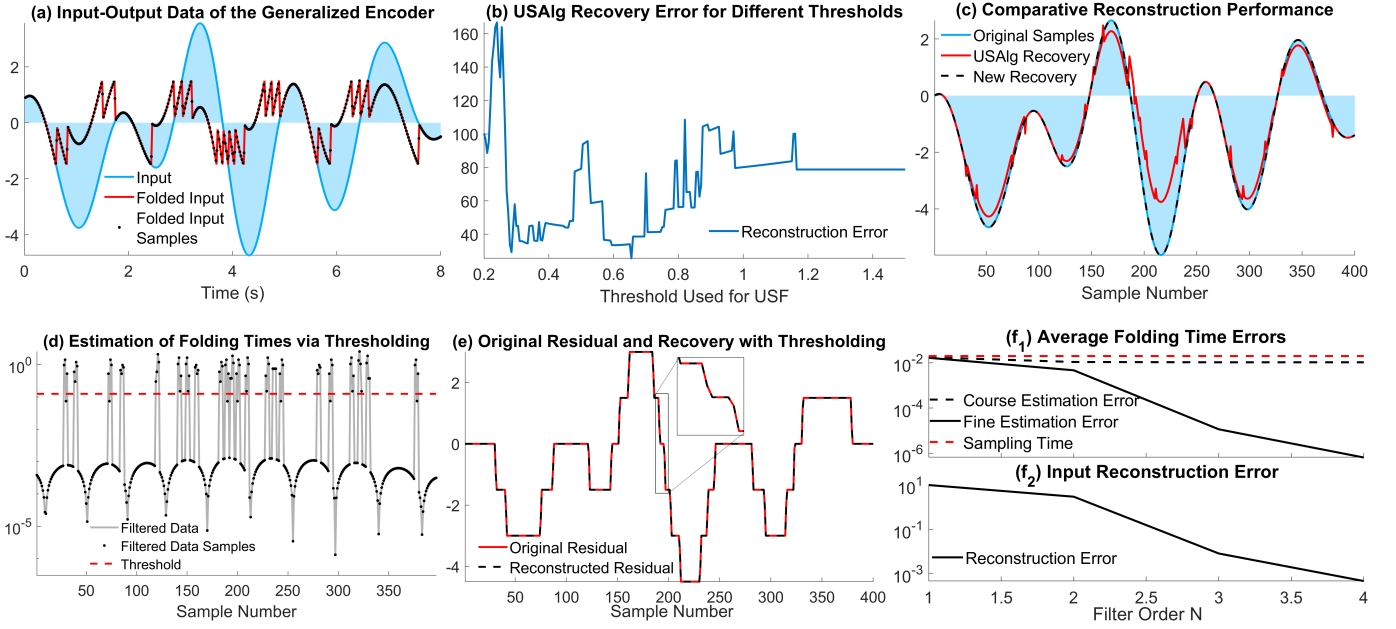 (a) Input-Output Data of the Generalized Encoder
2
0
-2
-4
Input
Folded Input
Folded Input
Samples
0
2
4
6
8
Time (s)
(b) USAlg Recovery Error for Different Thresholds
160
140
120
100
80
60
40
Reconstruction Error
0.2
0.4
0.6
0.8
1
1.2
1.4
Threshold Used for USF
(c) Comparative Reconstruction Performance
2
0
-2
-4
Original Samples
USAlg Recovery
New Recovery
50
100
150
200
250
300
350
400
Sample Number
(d) Estimation of Folding Times via Thresholding
10^0
10^-5
Filtered Data
Filtered Data Samples
Threshold
50
100
150
200
250
300
350
Sample Number
(e) Original Residual and Recovery with Thresholding
2
0
-2
-4
Original Residual
Reconstructed Residual
50
100
150
200
250
300
350
400
Sample Number
(f1) Average Folding Time Errors
10^-2
10^-4
10^-6
Course Estimation Error
Fine Estimation Error
Sampling Time
(f2) Input Reconstruction Error
10^1
10^-1
10^-3
Reconstruction Error
1
1.5
2
2.5
3
3.5
4
Filter Order N